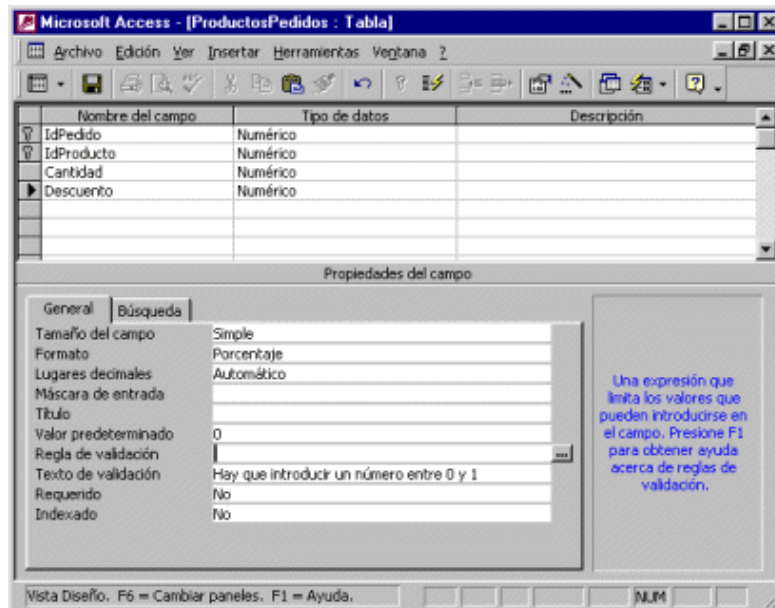 Microsoft Access - [ProductosPedidos : Tabla]
Archivo Edición Ver Insertar Herramientas Ventana ?
Nombre del campo Tipo de datos Descripción
IdPedido Numérico
IdProducto Numérico
Cantidad Numérico
Descuento Numérico
Propiedades del campo
General Búsqueda
Tamaño del campo Simple
Formato Porcentaje
Lugares decimales Automático
Máscara de entrada
Título
Valor predeterminado 0
Regla de validación ...
Texto de validación Hay que introducir un número entre 0 y 1
Requerido No
Indexado No
Una expresión que
limita los valores que
pueden introducirse en
el campo. Presione F1
para obtener ayuda
acerca de reglas de
validación.
Vista Diseño. F6 = Cambiar paneles. F1 = Ayuda. NUM